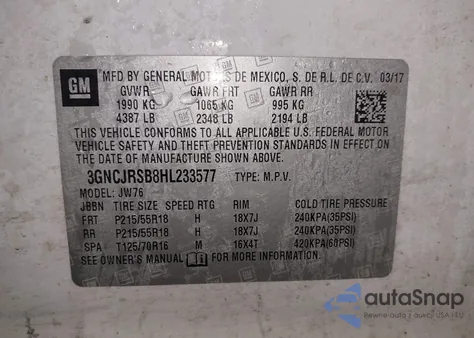 GM
MFD BY GENERAL MOTORS DE MEXICO, S. DE R.L. DE C.V. 03/17
GVWR GAWR FRT GAWR RR
1990 KG 1065 KG 995 KG
4387 LB 2348 LB 2194 LB
THIS VEHICLE CONFORMS TO ALL APPLICABLE U.S. FEDERAL MOTOR
VEHICLE SAFETY AND THEFT PREVENTION STANDARDS IN EFFECT
ON THE DATE OF MANUFACTURE SHOWN ABOVE.
3GNCJRSB8HL233577 TYPE: M.P.V.
MODEL: JW76
JBBN TIRE SIZE SPEED RTG RIM COLD TIRE PRESSURE
FRT P215/55R18 H 18X7J 240KPA(35PSI)
RR P215/55R18 H 18X7J 240KPA(35PSI)
SPA T125/70R16 M 16X4T 420KPA(60PSI)
SEE OWNER'S MANUAL FOR MORE INFORMATION
autoSnap